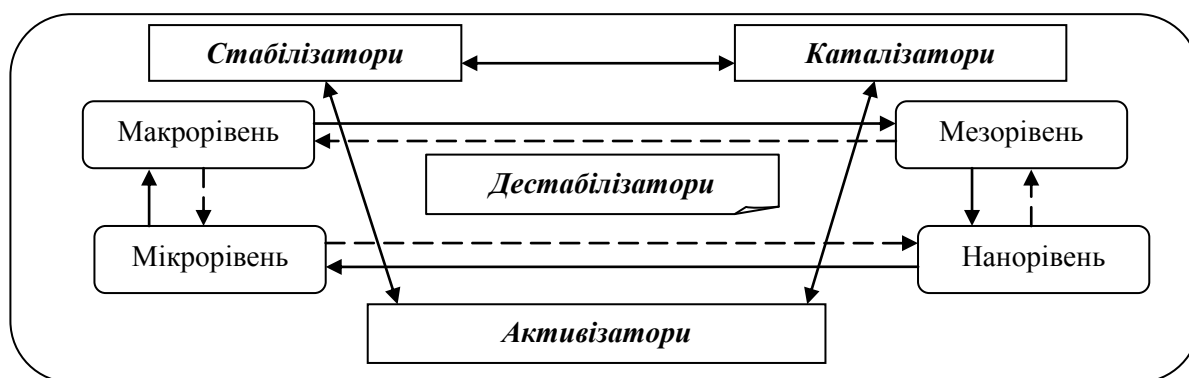 Стабілізатори
Каталізатори
Макрорівень
Мезорівень
Дестабілізатори
Мікрорівень
Нанорівень
Активізатори